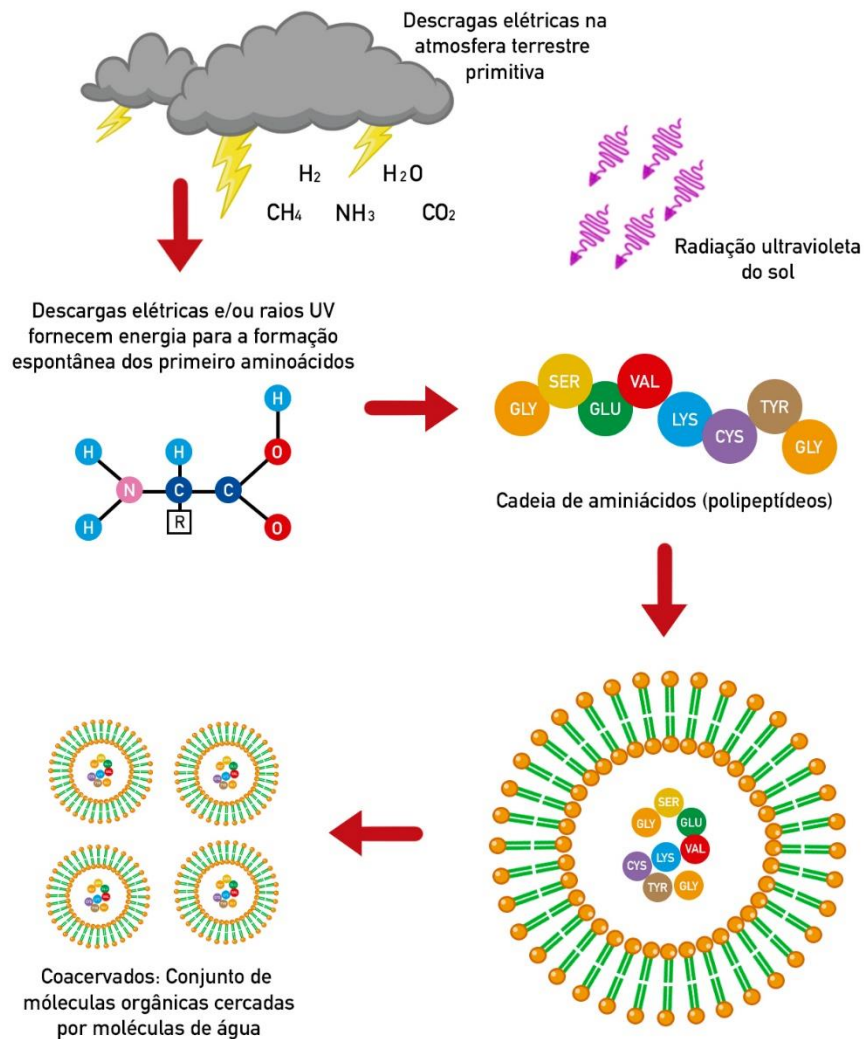 Descragas elétricas na
atmosfera terrestre
primitiva
H₂
H₂O
CH₄
NH₃
CO₂
Radiação ultravioleta
do sol
Descargas elétricas e/ou raios UV
fornecem energia para a formação
espontânea dos primeiro aminoácidos
H
H
H
O
N
C
C
R
H
O
GLY
SER
GLU
VAL
LYS
CYS
TYR
GLY
Cadeia de aminiácidos (polipeptídeos)
SER
GLY
GLU
VAL
CYS
LYS
TYR
GLY
Coacervados: Conjunto de
móleculas orgânicas cercadas
por moléculas de água